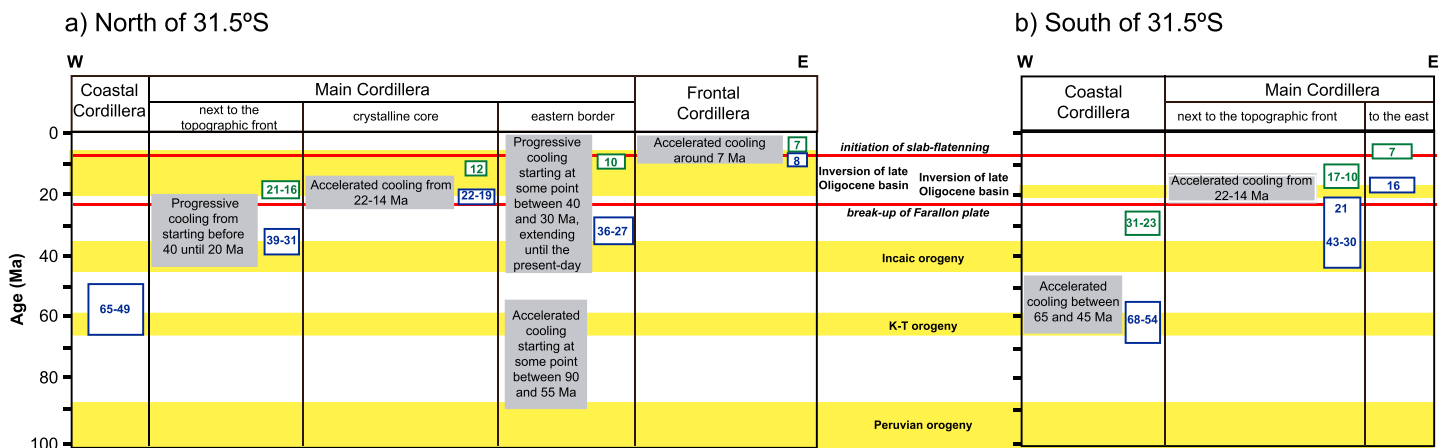 a) North of 31.5ºS
b) South of 31.5ºS
W
E
W
E
Coastal
Cordillera
Main Cordillera
Frontal
Cordillera
next to the
topographic front
crystalline core
eastern border
Coastal
Cordillera
Main Cordillera
next to the topographic front
to the east
Age (Ma)
0
20
40
60
80
100
65-49
Progressive
cooling from
starting before
40 until 20 Ma
21-16
39-31
Accelerated cooling from
22-14 Ma
12
22-19
Progressive
cooling
starting at
some point
between 40
and 30 Ma,
extending
until the
present-day
10
36-27
Accelerated
cooling
starting at
some point
between 90
and 55 Ma
Accelerated cooling
around 7 Ma
7
8
initiation of slab-flatenning
Inversion of late
Oligocene basin
Inversion of late
Oligocene basin
break-up of Farallon plate
Incaic orogeny
K-T orogeny
Peruvian orogeny
Accelerated
cooling between
65 and 45 Ma
31-23
68-54
Accelerated cooling from
22-14 Ma
17-10
21
43-30
7
16